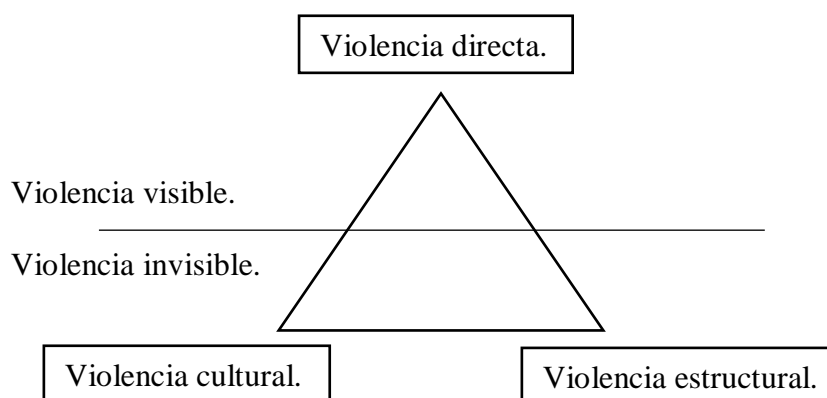 Violencia directa.
Violencia visible.
Violencia invisible.
Violencia cultural.
Violencia estructural.